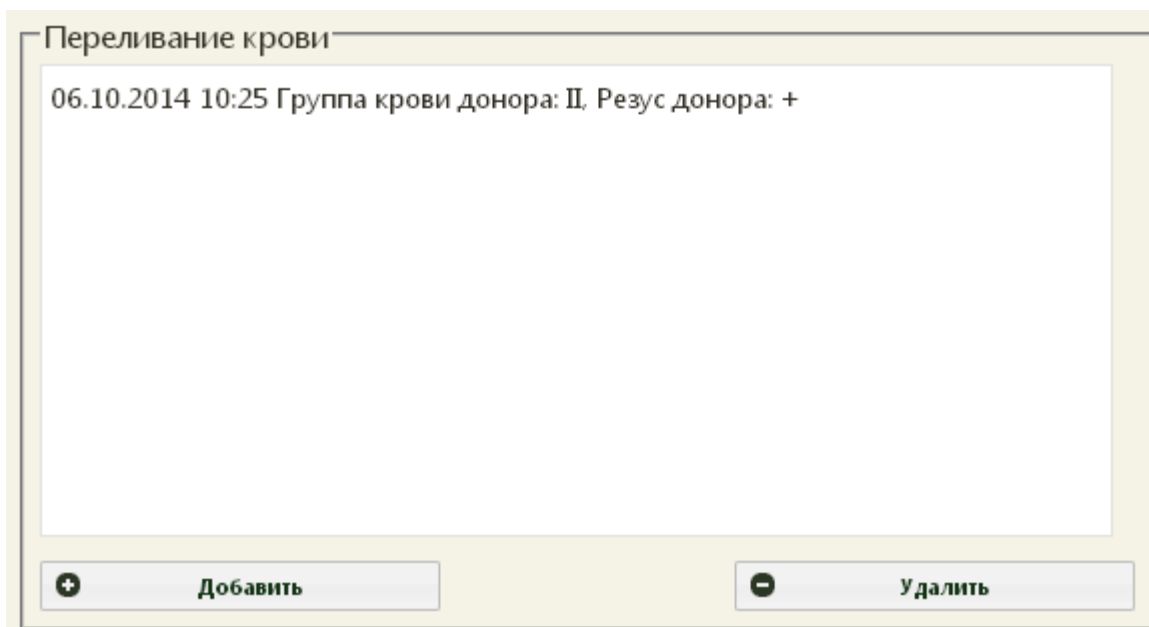 Переливание крови
06.10.2014 10:25 Группа крови донора: II, Резус донора: +
Добавить
Удалить